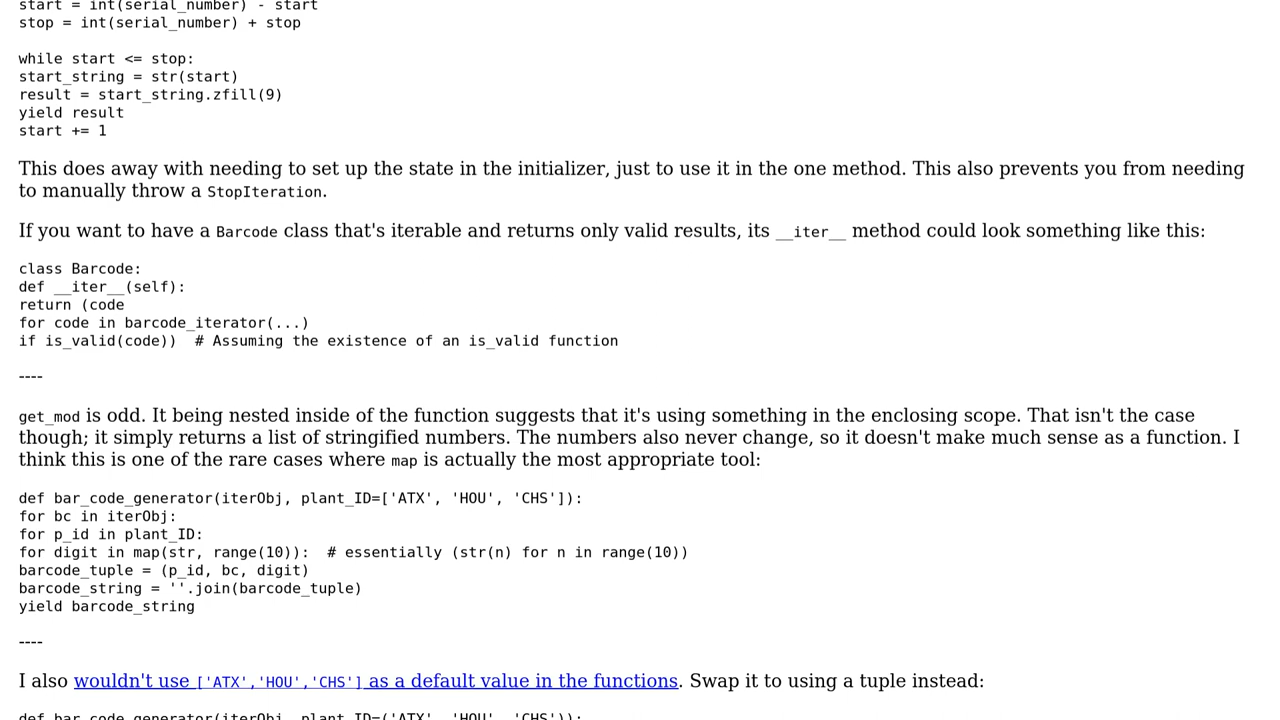 start = int(serial_number) - start
stop = int(serial_number) + stop
while start <= stop:
start_string = str(start)
result = start_string.zfill(9)
yield result
start += 1
This does away with needing to set up the state in the initializer, just to use it in the one method. This also prevents you from needing
to manually throw a StopIteration.
If you want to have a Barcode class that's iterable and returns only valid results, its __iter__ method could look something like this:
class Barcode:
def __iter__(self):
return (code
for code in barcode_iterator(...)
if is_valid(code))  # Assuming the existence of an is_valid function
----
get_mod is odd. It being nested inside of the function suggests that it's using something in the enclosing scope. That isn't the case
though; it simply returns a list of stringified numbers. The numbers also never change, so it doesn't make much sense as a function. I
think this is one of the rare cases where map is actually the most appropriate tool:
def bar_code_generator(iterObj, plant_ID=['ATX', 'HOU', 'CHS']):
for bc in iterObj:
for p_id in plant_ID:
for digit in map(str, range(10)):  # essentially (str(n) for n in range(10))
barcode_tuple = (p_id, bc, digit)
barcode_string = ''.join(barcode_tuple)
yield barcode_string
----
I also wouldn't use ['ATX','HOU','CHS'] as a default value in the functions. Swap it to using a tuple instead:
def bar_code_generator(iterObj, plant_ID=('ATX', 'HOU', 'CHS')):